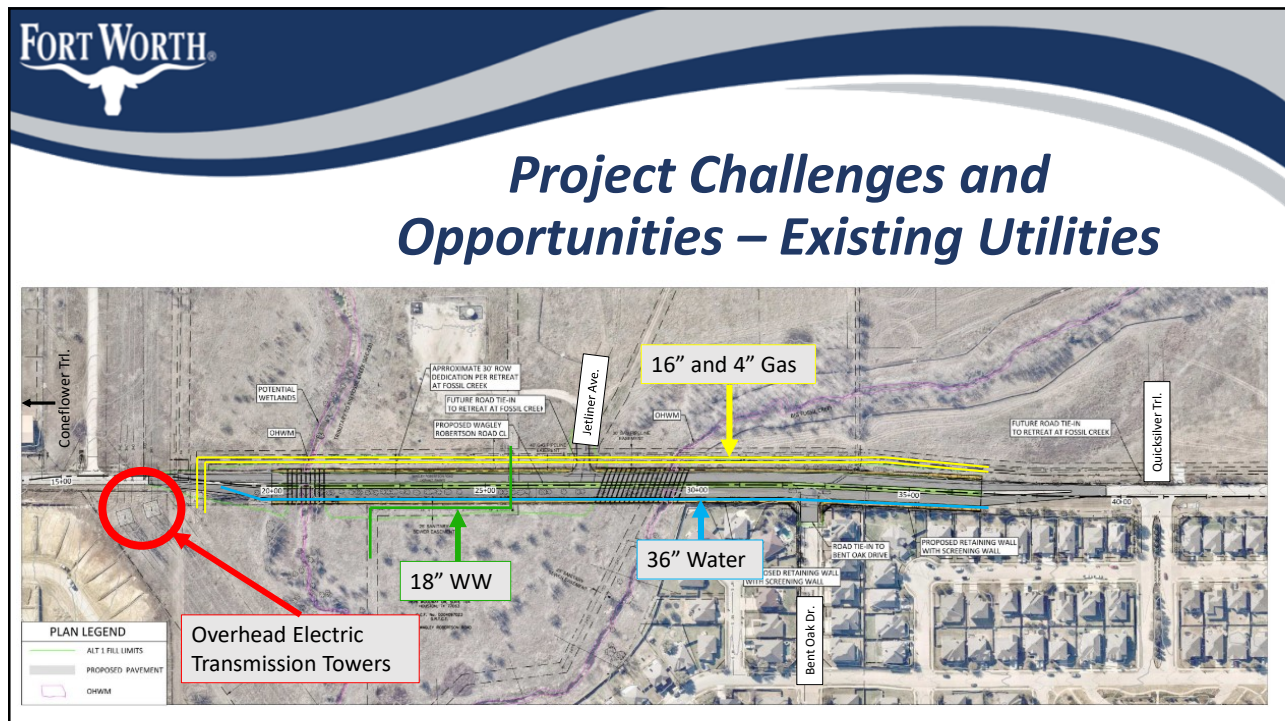 FORT WORTH®
Project Challenges and
Opportunities – Existing Utilities
Coneflower Trl.
POTENTIAL
WETLANDS
OHWM
APRROXIMATE 30' ROW
DEDICATION PER RETREAT
AT FOSSIL CREEK
FUTURE ROAD TIE-IN
TO RETREAT AT FOSSIL CREEK
PROPOSED WAGLEY
ROBERTSON ROAD CL
Jetliner Ave.
16” and 4” Gas
OHWM
FUTURE ROAD TIE-IN
TO RETREAT AT FOSSIL CREEK
Quicksilver Trl.
15+00
20+00
25+00
30+00
35+00
40+00
18” WW
36” Water
ROAD TIE-IN TO
BENT OAK DRIVE
PROPOSED RETAINING WALL
WITH SCREENING WALL
POSED RETAINING WALL
WITH SCREENING WALL
Bent Oak Dr.
Overhead Electric
Transmission Towers
PLAN LEGEND
ALT 1 FILL LIMITS
PROPOSED PAVEMENT
OHWM